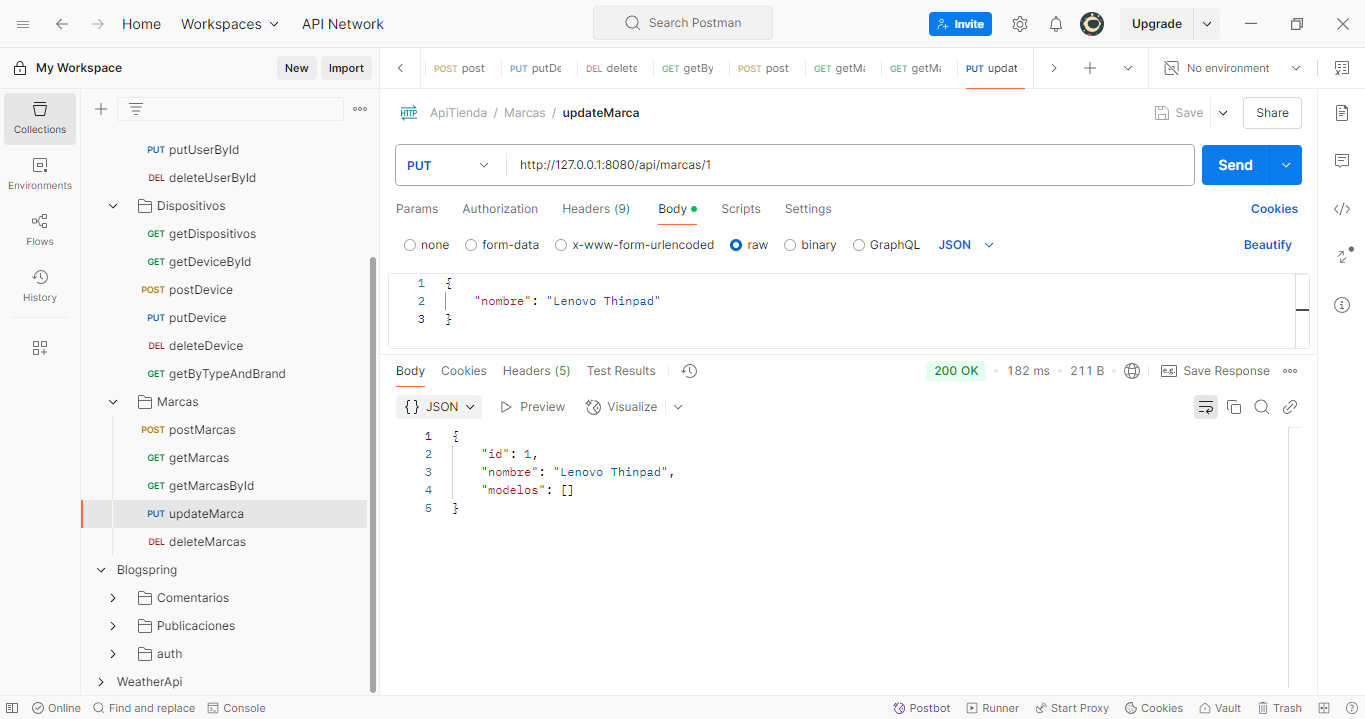 Home Workspaces API Network Search Postman Invite Upgrade
My Workspace New Import
POST post PUT putDe DEL delete GET getBy POST post GET getMa GET getMa PUT updat No environment
Collections
Environments
Flows
History
PUT putUserById
DEL deleteUserById
Dispositivos
GET getDispositivos
GET getDeviceById
POST postDevice
PUT putDevice
DEL deleteDevice
GET getByTypeAndBrand
Marcas
POST postMarcas
GET getMarcas
GET getMarcasById
PUT updateMarca
DEL deleteMarcas
Blogspring
Comentarios
Publicaciones
auth
WeatherApi
HTTP ApiTienda / Marcas / updateMarca Save Share
PUT http://127.0.0.1:8080/api/marcas/1 Send
Params Authorization Headers (9) Body Scripts Settings Cookies
none form-data x-www-form-urlencoded raw binary GraphQL JSON Beautify
1 {
2 "nombre": "Lenovo Thinpad"
3 }
Body Cookies Headers (5) Test Results 200 OK • 182 ms • 211 B • e.g. Save Response
{} JSON Preview Visualize
1 {
2 "id": 1,
3 "nombre": "Lenovo Thinpad",
4 "modelos": []
5 }
Online Find and replace Console Postbot Runner Start Proxy Cookies Vault Trash